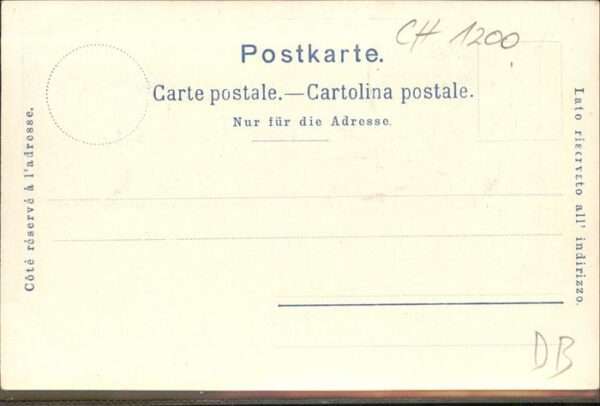 CH 1200
Postkarte.
Carte postale.—Cartolina postale.
Nur für die Adresse.
Côté réservé à l'adresse.
Lato riservato all' indirizzo.
DB